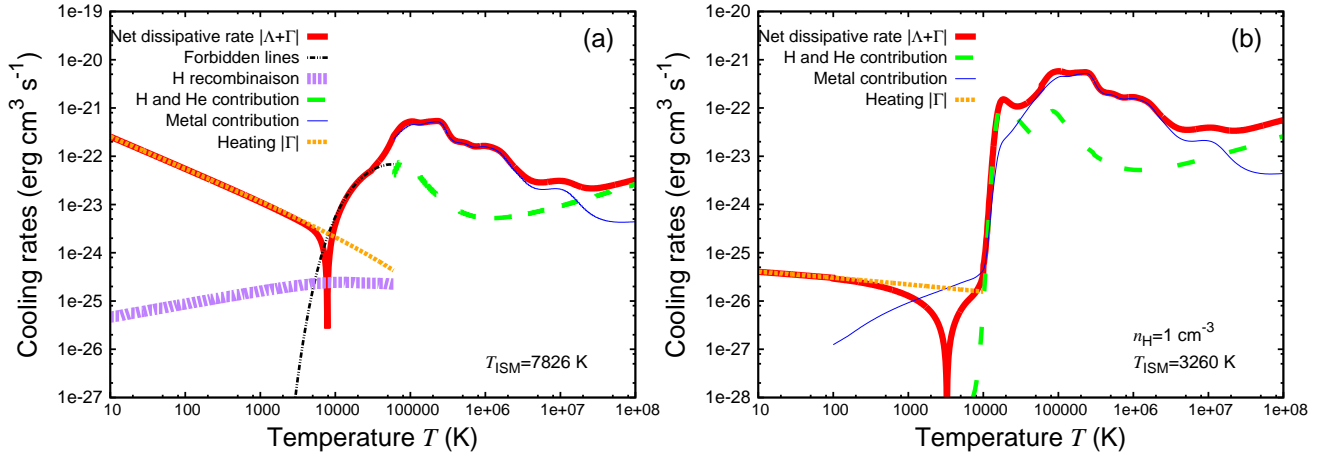 Cooling rates (erg cm3 s-1)
1e-19
1e-20
1e-21
1e-22
1e-23
1e-24
1e-25
1e-26
1e-27
Net dissipative rate |Λ+Γ|
Forbidden lines
H recombinaison
H and He contribution
Metal contribution
Heating |Γ|
(a)
TISM=7826 K
10 100 1000 10000 100000 1e+06 1e+07 1e+08
Temperature T (K)
Cooling rates (erg cm3 s-1)
1e-20
1e-21
1e-22
1e-23
1e-24
1e-25
1e-26
1e-27
1e-28
Net dissipative rate |Λ+Γ|
H and He contribution
Metal contribution
Heating |Γ|
(b)
nH=1 cm-3
TISM=3260 K
10 100 1000 10000 100000 1e+06 1e+07 1e+08
Temperature T (K)